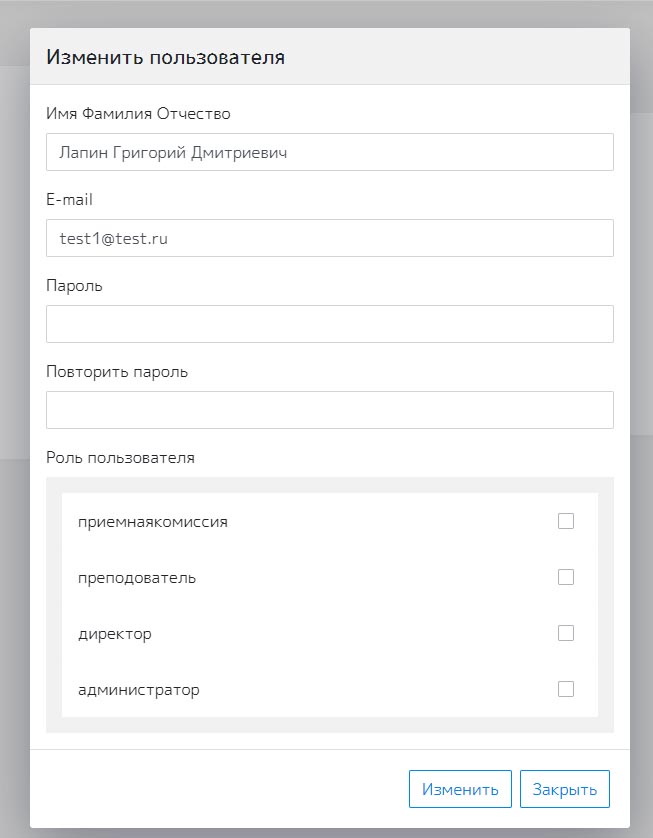 Изменить пользователя
Имя Фамилия Отчество
Лапин Григорий Дмитриевич
E-mail
test1@test.ru
Пароль
Повторить пароль
Роль пользователя
приемнаякомиссия
преподователь
директор
администратор
Изменить Закрыть